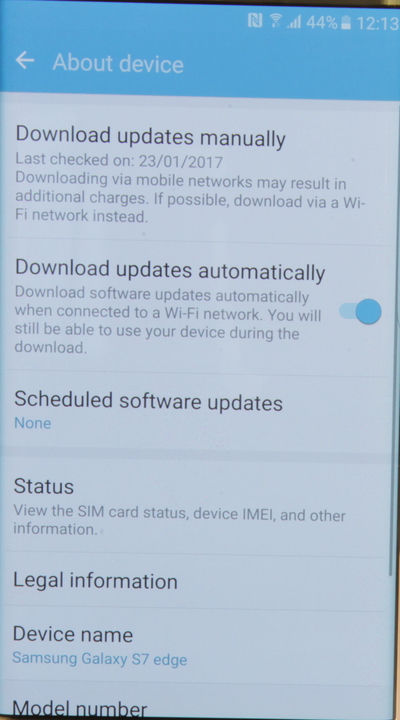 44% 12:13
About device
Download updates manually
Last checked on: 23/01/2017
Downloading via mobile networks may result in
additional charges. If possible, download via a Wi-
Fi network instead.
Download updates automatically
Download software updates automatically
when connected to a Wi-Fi network. You will
still be able to use your device during the
download.
Scheduled software updates
None
Status
View the SIM card status, device IMEI, and other
information.
Legal information
Device name
Samsung Galaxy S7 edge
Model number